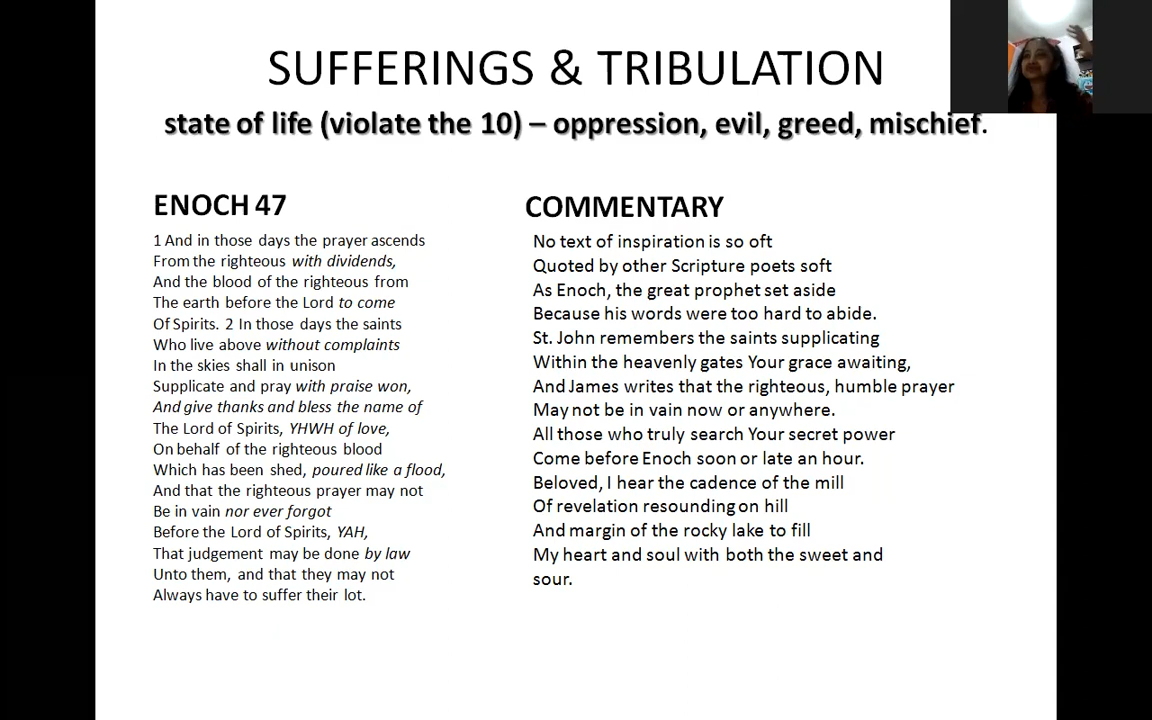 SUFFERINGS & TRIBULATION
state of life (violate the 10) – oppression, evil, greed, mischief.
ENOCH 47
1 And in those days the prayer ascends
From the righteous with dividends,
And the blood of the righteous from
The earth before the Lord to come
Of Spirits. 2 In those days the saints
Who live above without complaints
In the skies shall in unison
Supplicate and pray with praise won,
And give thanks and bless the name of
The Lord of Spirits, YHWH of love,
On behalf of the righteous blood
Which has been shed, poured like a flood,
And that the righteous prayer may not
Be in vain nor ever forgot
Before the Lord of Spirits, YAH,
That judgement may be done by law
Unto them, and that they may not
Always have to suffer their lot.
COMMENTARY
No text of inspiration is so oft
Quoted by other Scripture poets soft
As Enoch, the great prophet set aside
Because his words were too hard to abide.
St. John remembers the saints supplicating
Within the heavenly gates Your grace awaiting,
And James writes that the righteous, humble prayer
May not be in vain now or anywhere.
All those who truly search Your secret power
Come before Enoch soon or late an hour.
Beloved, I hear the cadence of the mill
Of revelation resounding on hill
And margin of the rocky lake to fill
My heart and soul with both the sweet and
sour.